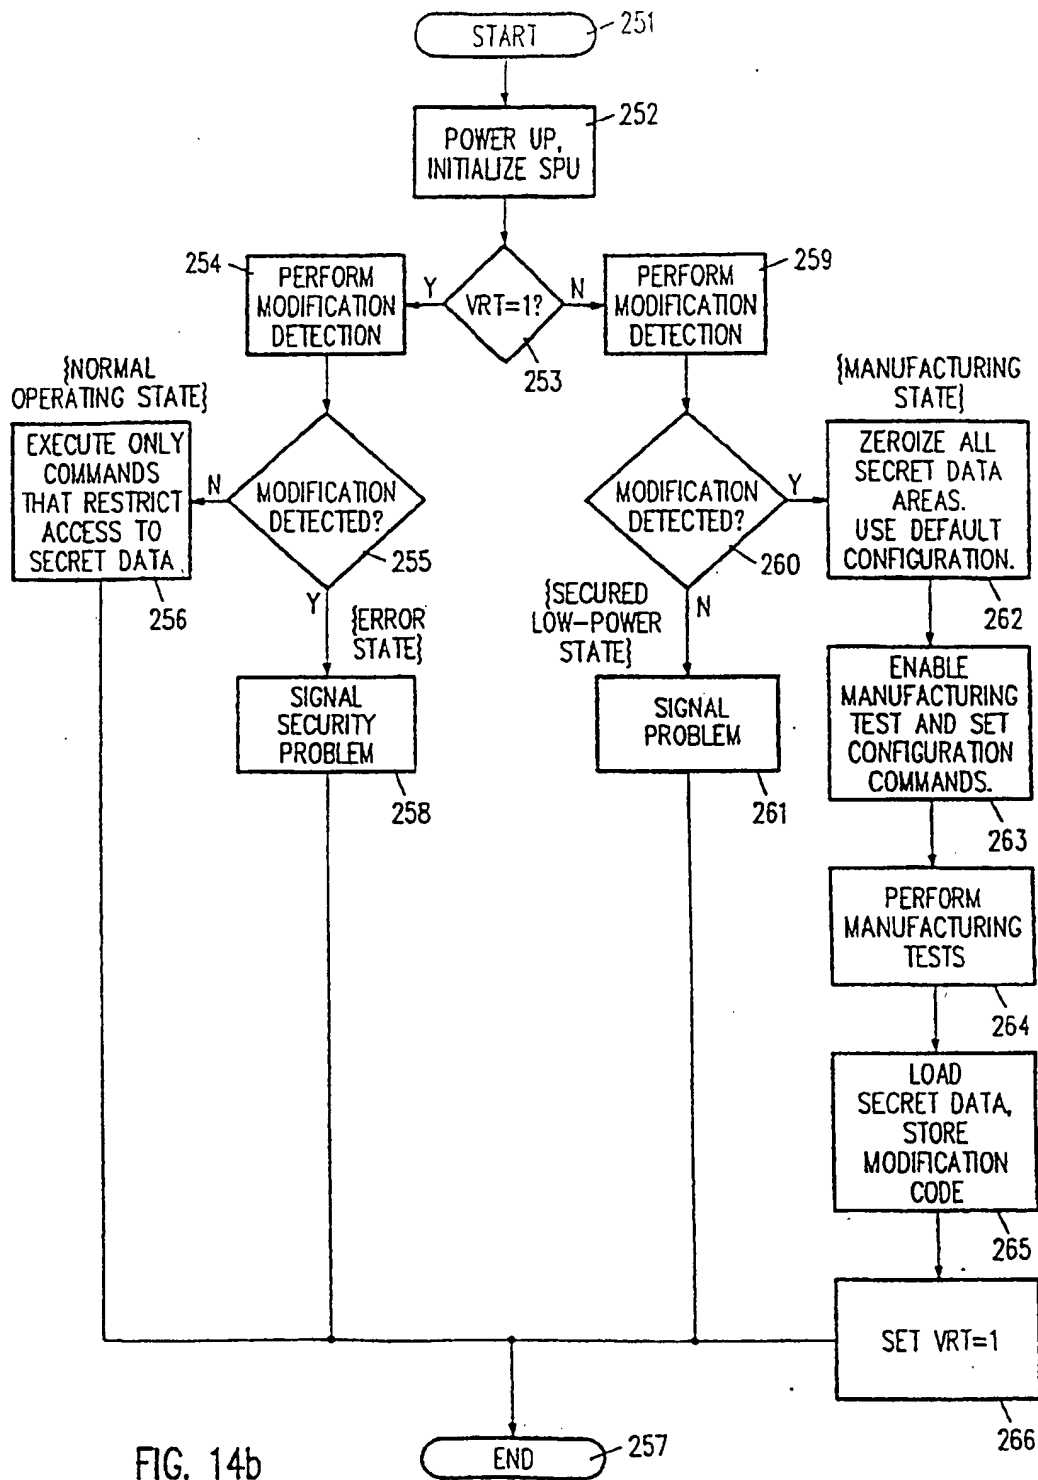 START
251
POWER UP,
INITIALIZE SPU
252
254
PERFORM
MODIFICATION
DETECTION
Y
VRT=1?
N
253
PERFORM
MODIFICATION
DETECTION
259
{NORMAL
OPERATING STATE}
EXECUTE ONLY
COMMANDS
THAT RESTRICT
ACCESS TO
SECRET DATA
256
N
MODIFICATION
DETECTED?
255
Y
{ERROR
STATE}
SIGNAL
SECURITY
PROBLEM
258
MODIFICATION
DETECTED?
260
Y
N
{SECURED
LOW-POWER
STATE}
SIGNAL
PROBLEM
261
{MANUFACTURING
STATE}
ZEROIZE ALL
SECRET DATA
AREAS.
USE DEFAULT
CONFIGURATION.
262
ENABLE
MANUFACTURING
TEST AND SET
CONFIGURATION
COMMANDS.
263
PERFORM
MANUFACTURING
TESTS
264
LOAD
SECRET DATA,
STORE
MODIFICATION
CODE
265
SET VRT=1
266
END
257
FIG. 14b